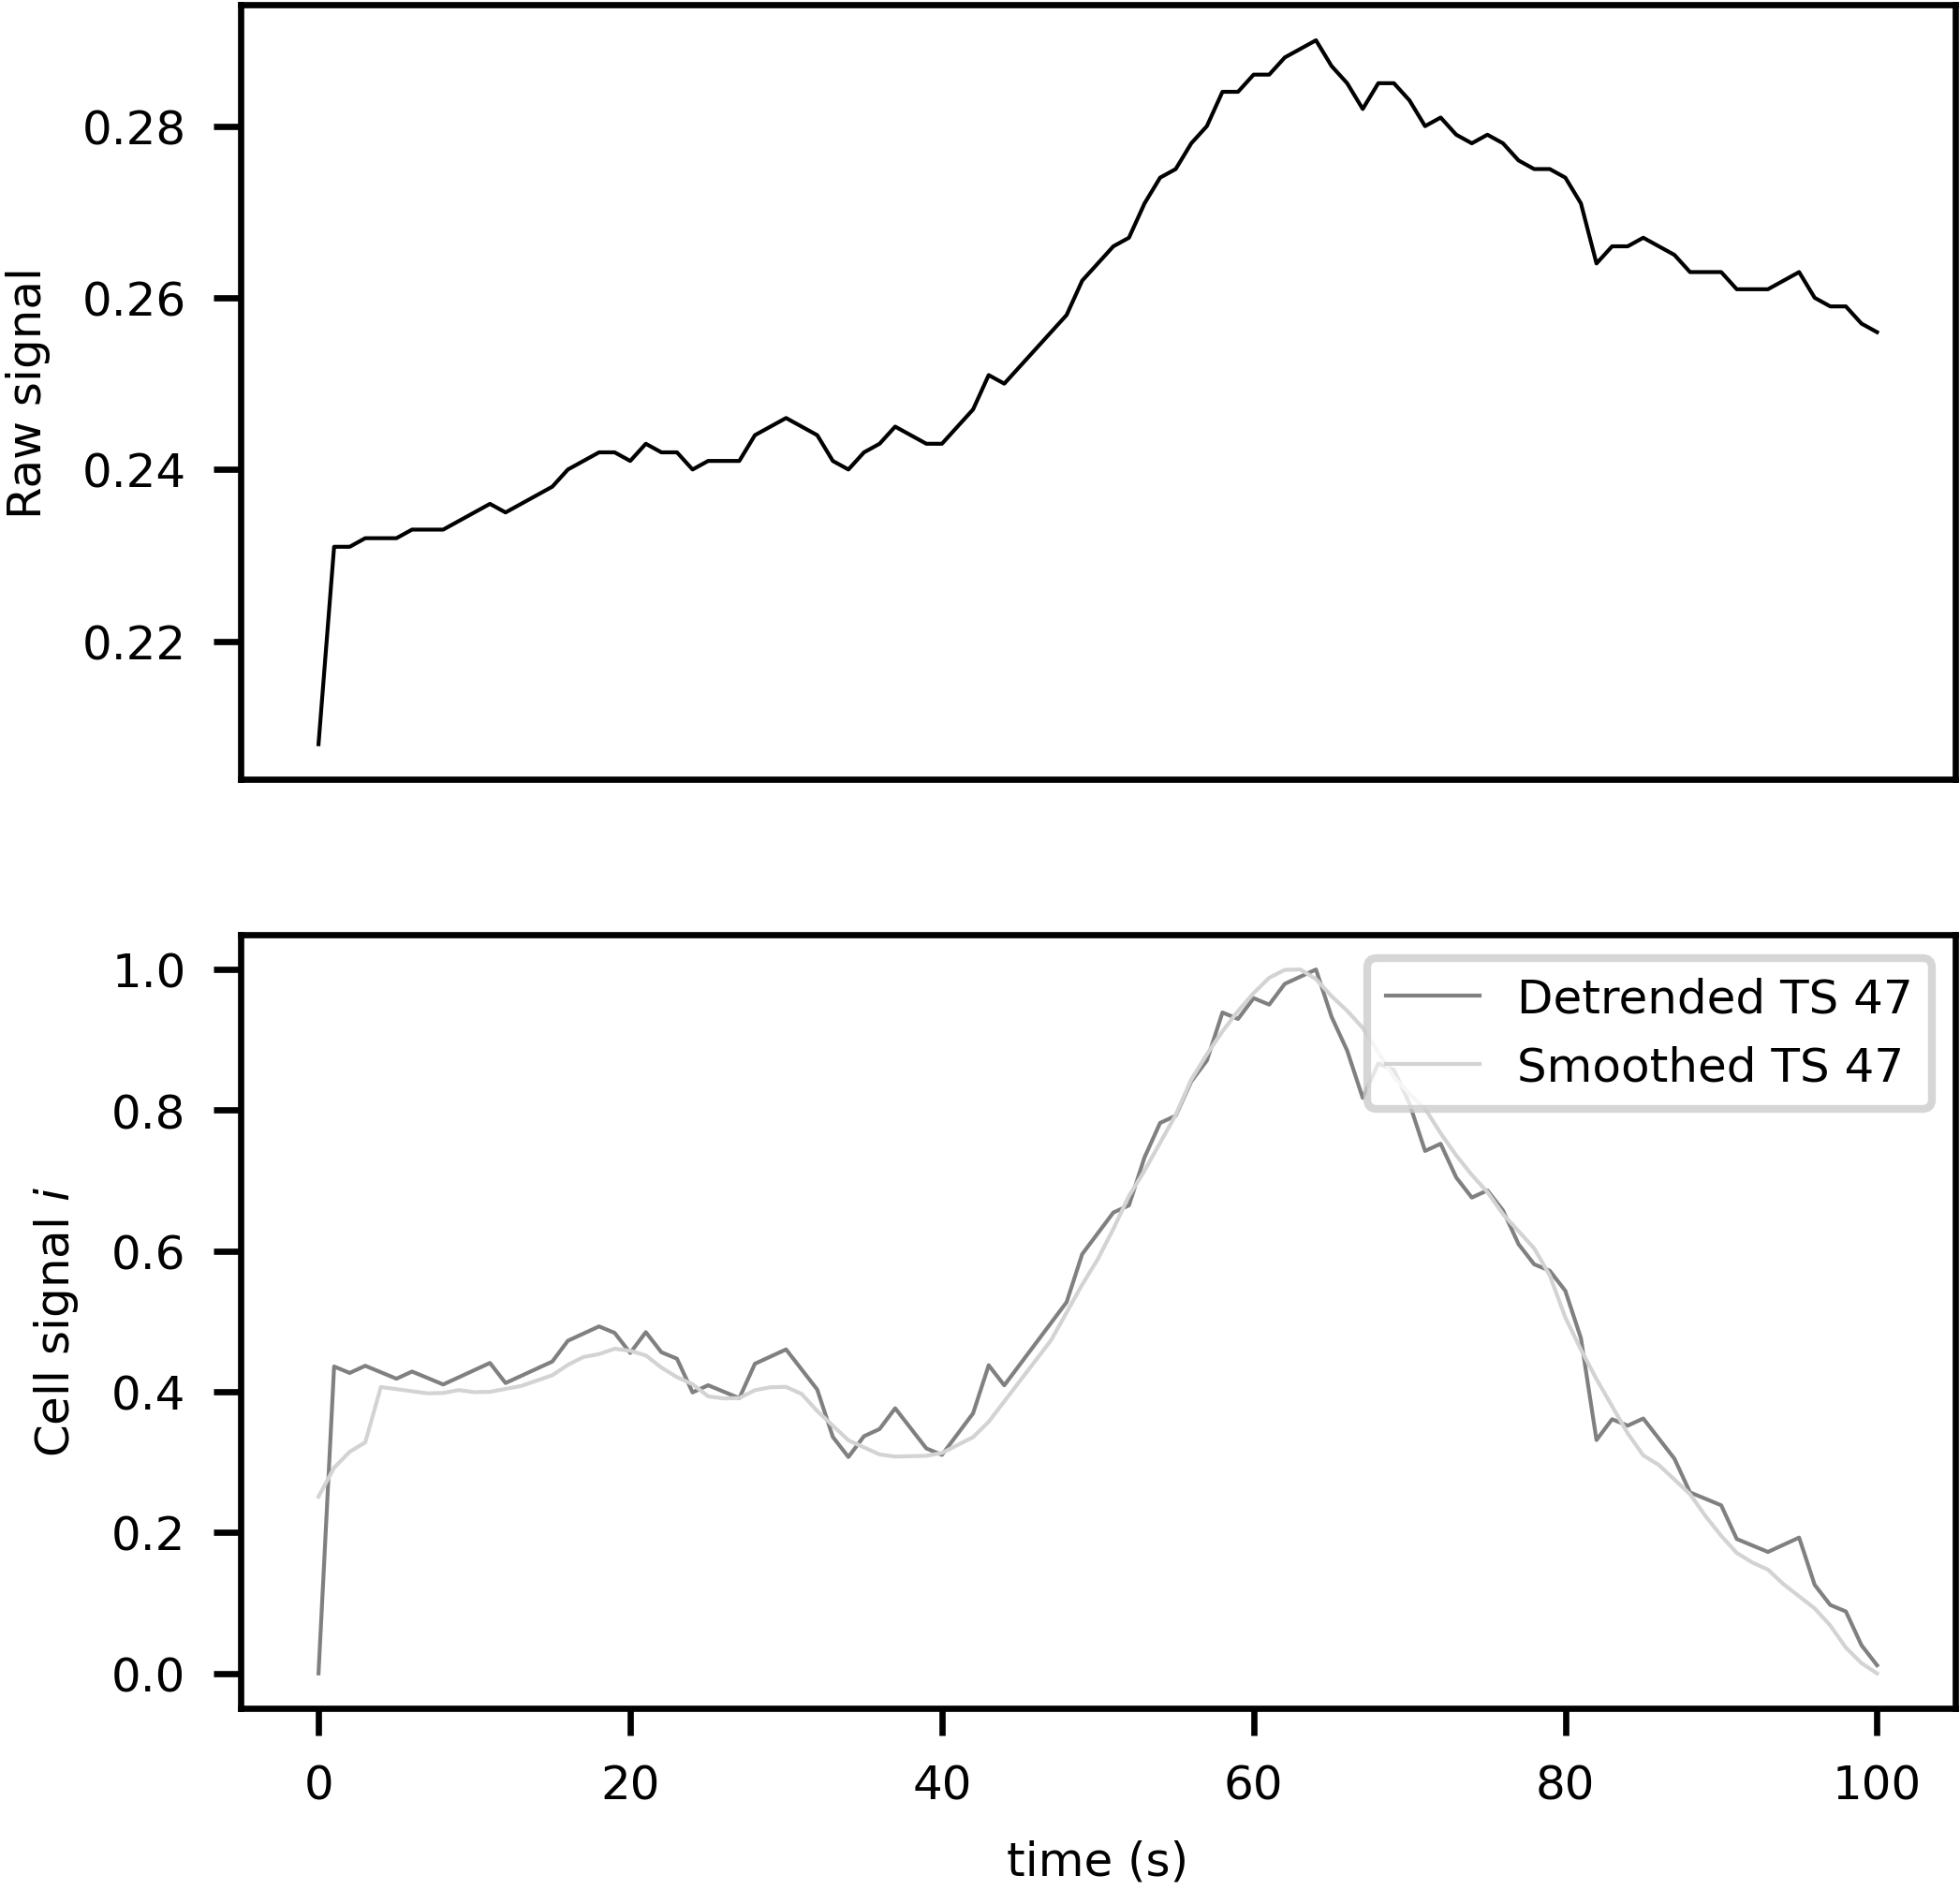 Raw signal
0.28
0.26
0.24
0.22
Cell signal i
1.0
0.8
0.6
0.4
0.2
0.0
Detrended TS 47
Smoothed TS 47
0 20 40 60 80 100
time (s)